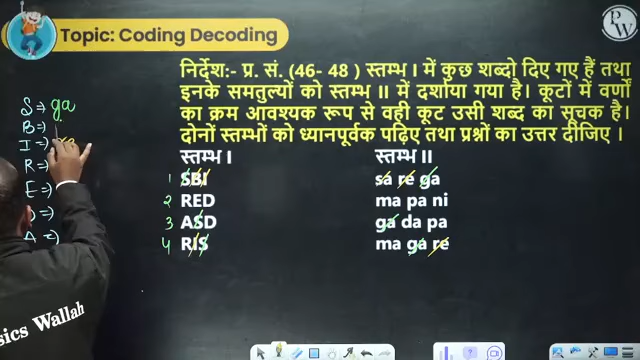 Topic: Coding Decoding
PW
निर्देश:- प्र. सं. (46- 48 ) स्तम्भ I में कुछ शब्दो दिए गए हैं तथा
इनके समतुल्यों को स्तम्भ II में दर्शाया गया है। कूटों में वर्णो
का क्रम आवश्यक रूप से वही कूट उसी शब्द का सूचक है।
दोनों स्तम्भों को ध्यानपूर्वक पढ़िए तथा प्रश्नों का उत्तर दीजिए ।
स्तम्भ I स्तम्भ II
1 SBI sa re ga
2 RED ma pa ni
3 ASD ga da pa
4 RIS ma ga re
S ⇒ ga
B ⇒
I ⇒
R ⇒
E ⇒
⇒
A ⇒
sics Wallah